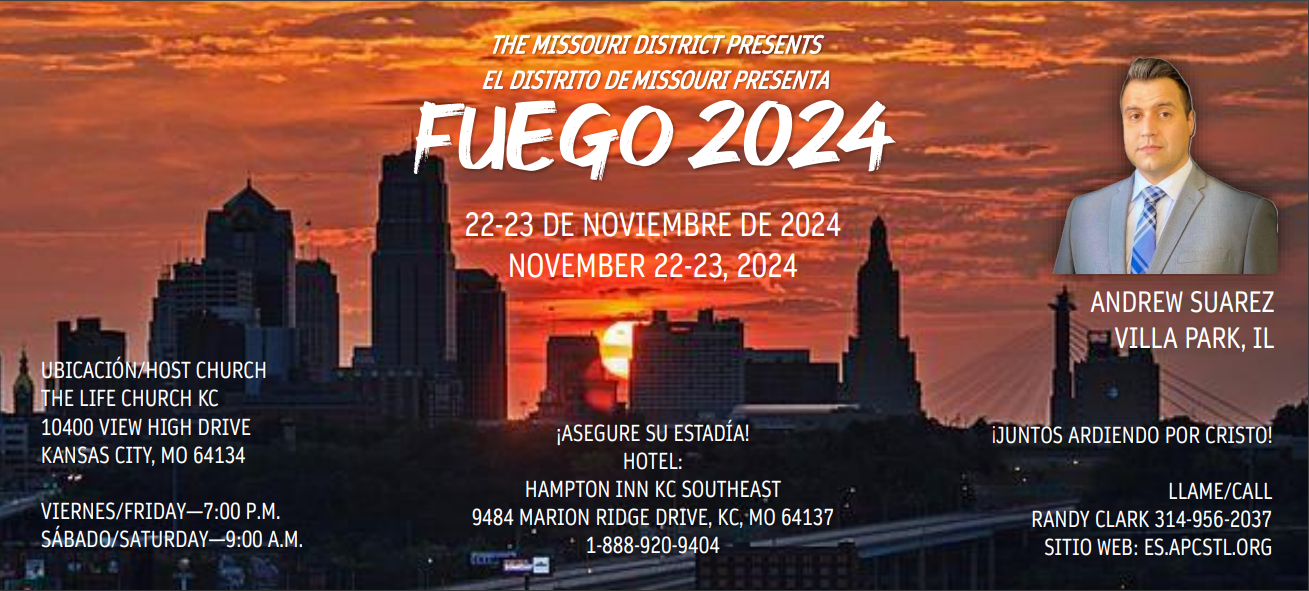 THE MISSOURI DISTRICT PRESENTS
EL DISTRITO DE MISSOURI PRESENTA
FUEGO 2024
22-23 DE NOVIEMBRE DE 2024
NOVEMBER 22-23, 2024
ANDREW SUAREZ
VILLA PARK, IL
UBICACIÓN/HOST CHURCH
THE LIFE CHURCH KC
10400 VIEW HIGH DRIVE
KANSAS CITY, MO 64134
VIERNES/FRIDAY—7:00 P.M.
SÁBADO/SATURDAY—9:00 A.M.
¡ASEGURE SU ESTADÍA!
HOTEL:
HAMPTON INN KC SOUTHEAST
9484 MARION RIDGE DRIVE, KC, MO 64137
1-888-920-9404
¡JUNTOS ARDIENDO POR CRISTO!
LLAME/CALL
RANDY CLARK 314-956-2037
SITIO WEB: ES.APCSTL.ORG